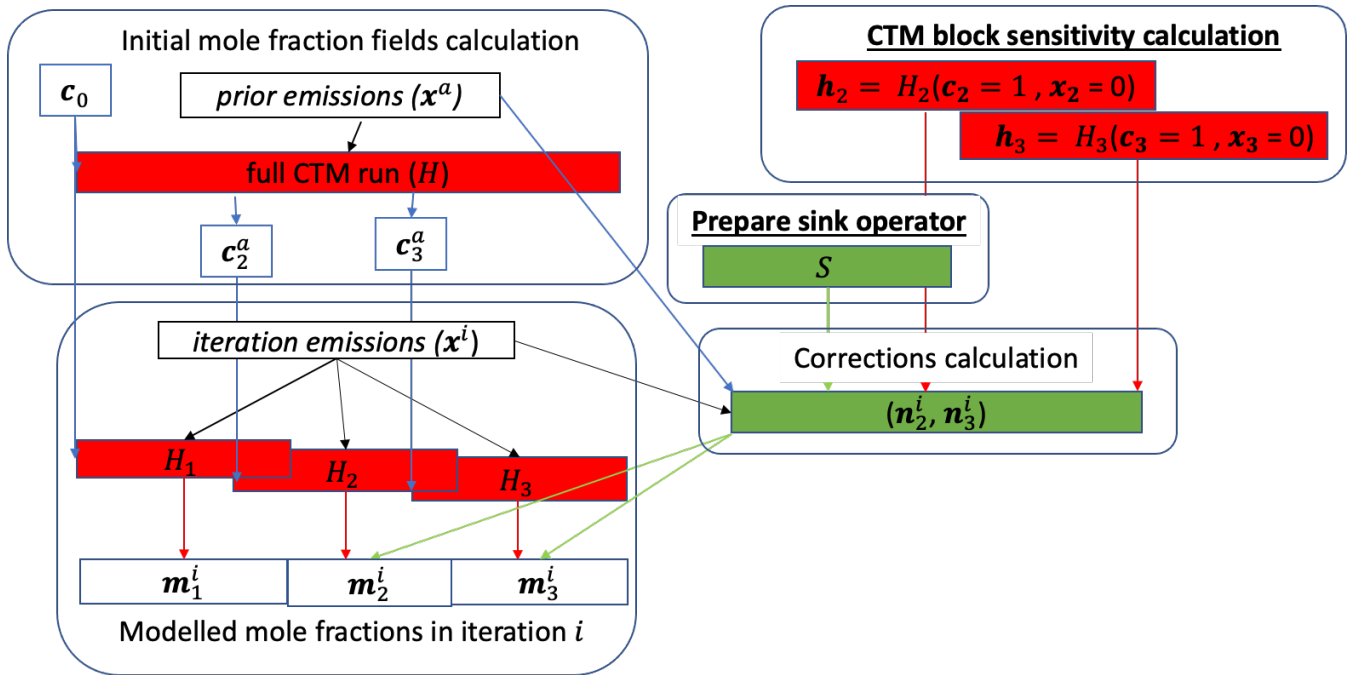 Initial mole fraction fields calculation
c₀
prior emissions (xᵃ)
full CTM run (H)
c₂ᵃ
c₃ᵃ
CTM block sensitivity calculation
h₂ = H₂(c₂ = 1 , x₂ = 0)
h₃ = H₃(c₃ = 1 , x₃ = 0)
Prepare sink operator
S
Corrections calculation
(n₂ⁱ, n₃ⁱ)
iteration emissions (xⁱ)
H₁
H₂
H₃
m₁ⁱ
m₂ⁱ
m₃ⁱ
Modelled mole fractions in iteration i